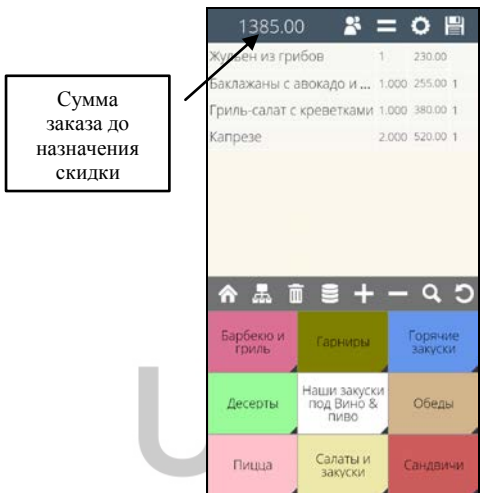 1385.00
Жульен из грибов 1 230.00
Баклажаны с авокадо и ... 1.000 255.00 1
Гриль-салат с креветками 1.000 380.00 1
Капрезе 2.000 520.00 1
Сумма
заказа до
назначения
скидки
Барбекю и
гриль
Гарниры
Горячие
закуски
Десерты
Наши закуски
под Вино &
пиво
Обеды
Пицца
Салаты и
закуски
Сандвичи